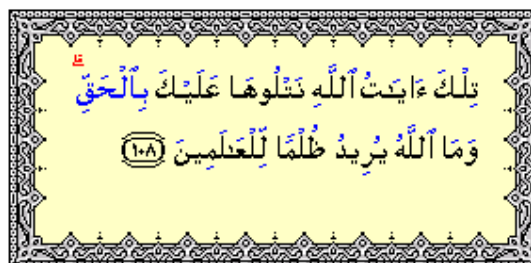 تِلْكَ ءَايَـٰتُ ٱللَّهِ نَتْلُوهَا عَلَيْكَ بِٱلْحَقِّ ۗ
وَمَا ٱللَّهُ يُرِيدُ ظُلْمًا لِّلْعَـٰلَمِينَ ﴿١٠٨﴾